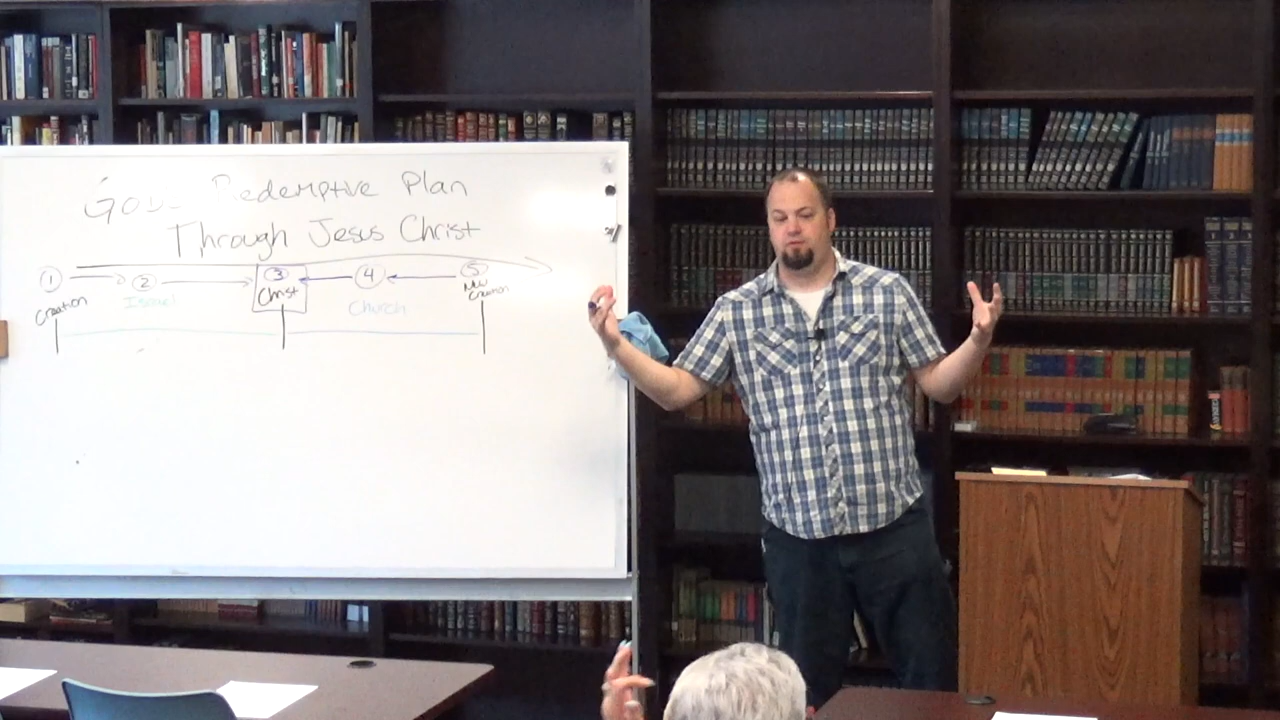 God's Redemptive Plan
Through Jesus Christ
1 2 3 4 5
Creation Israel Christ Church New Creation